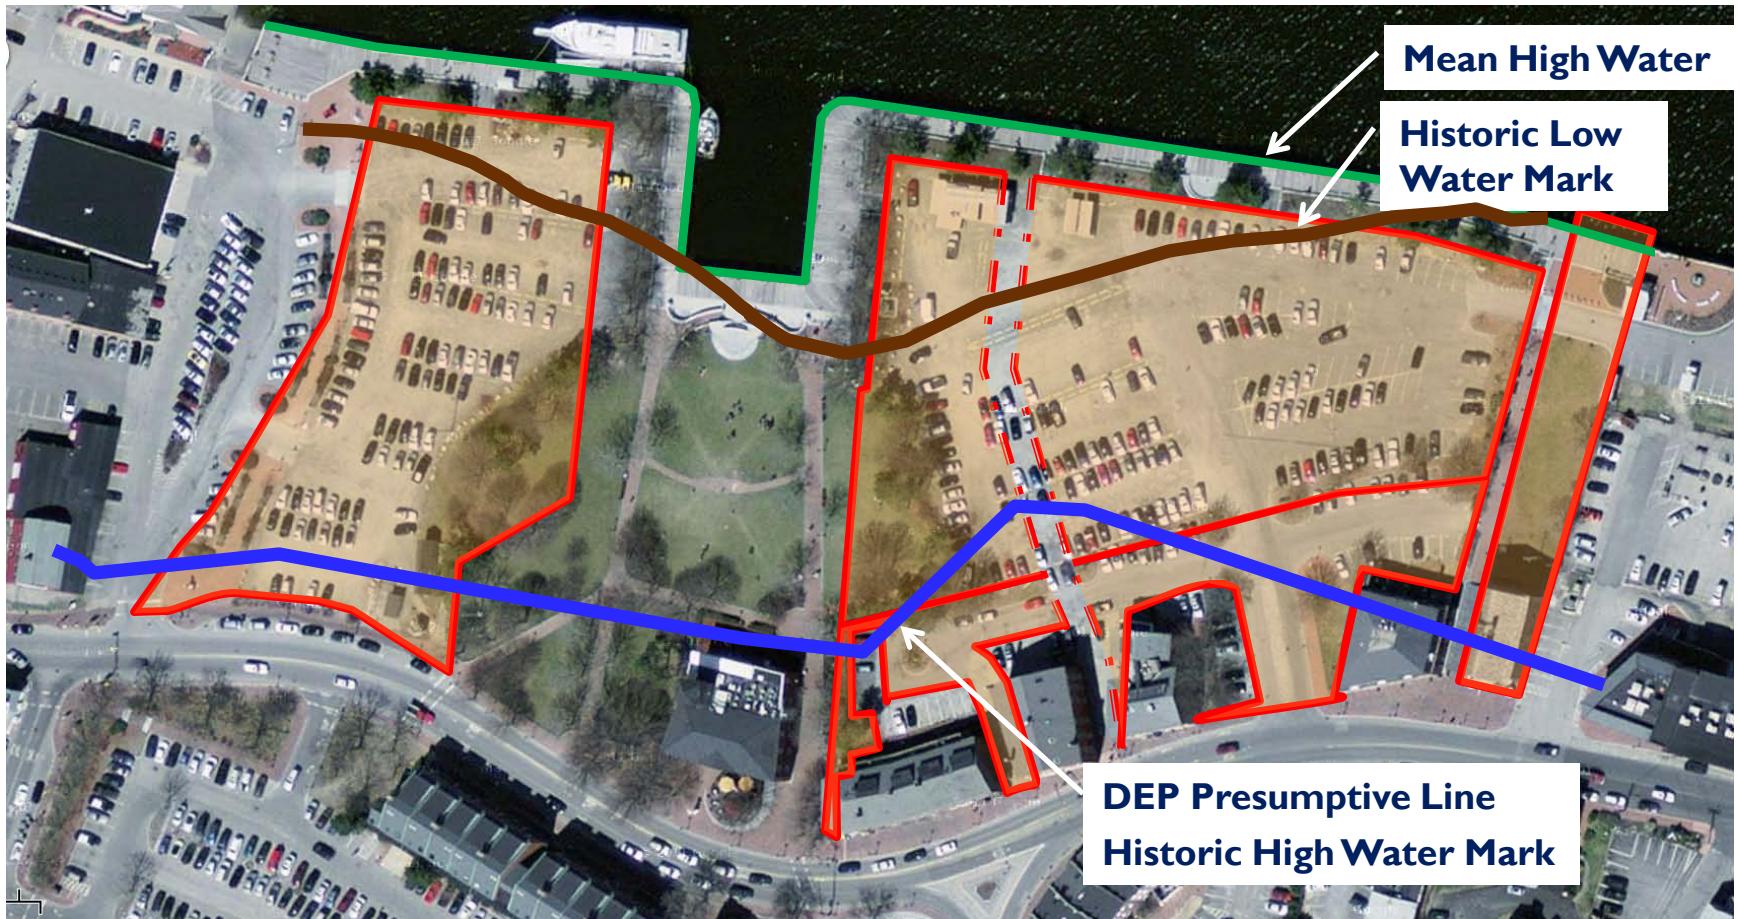 Mean High Water
Historic Low
Water Mark
DEP Presumptive Line
Historic High Water Mark